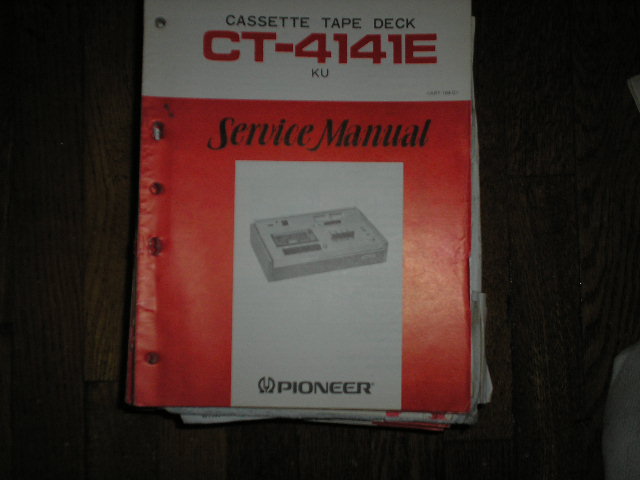 CASSETTE TAPE DECK
CT-4141E
KU
Service Manual
PIONEER